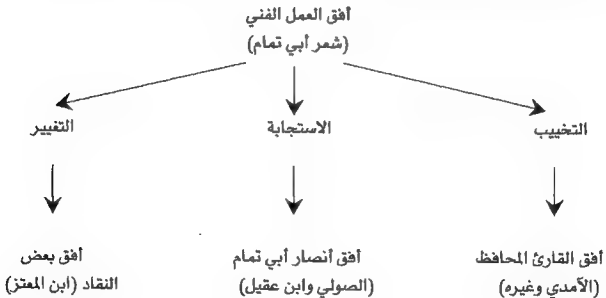 أفق العمل الفني
(شعر أبي تمام)
التخييب
الاستجابة
التغيير
أفق القارئ المحافظ
(الآمدي وغيره)
أفق أنصار أبي تمام
(الصولي وابن عقيل)
أفق بعض
النقاد (ابن المعتز)